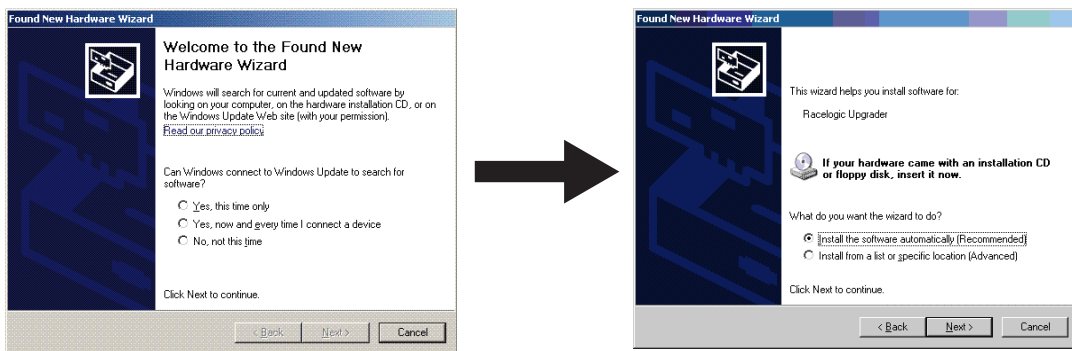 Found New Hardware Wizard
Welcome to the Found New
Hardware Wizard
Windows will search for current and updated software by
looking on your computer, on the hardware installation CD, or on
the Windows Update Web site (with your permission).
Read our privacy policy
Can Windows connect to Windows Update to search for
software?
Yes, this time only
Yes, now and every time I connect a device
No, not this time
Click Next to continue.
< Back
Next >
Cancel
Found New Hardware Wizard
This wizard helps you install software for:
Racelogic Upgrader
If your hardware came with an installation CD
or floppy disk, insert it now.
What do you want the wizard to do?
Install the software automatically (Recommended)
Install from a list or specific location (Advanced)
Click Next to continue.
< Back
Next >
Cancel